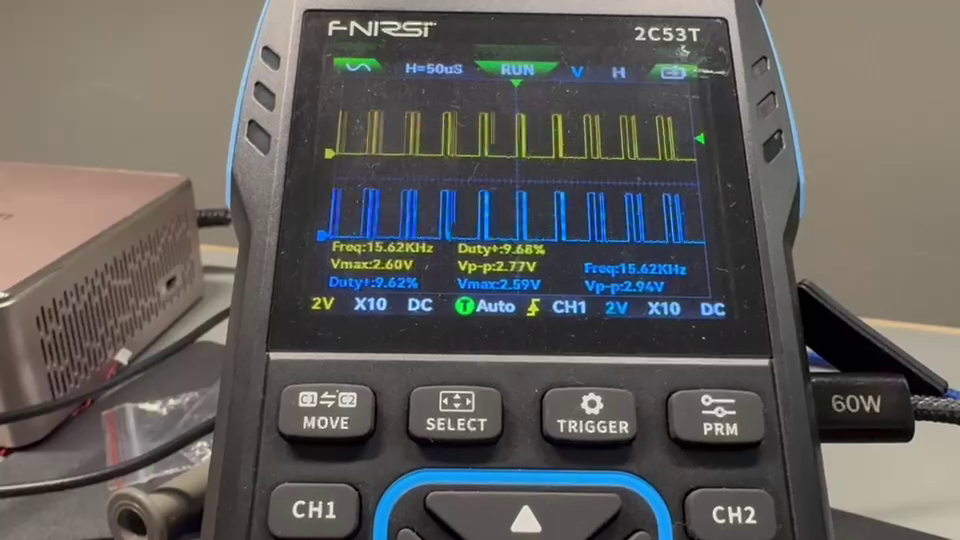 FNIRSI 2C53T
H=50uS RUN V H
Freq:15.62KHz Duty+:9.68%
Vmax:2.60V Vp-p:2.77V Freq:15.62KHz
Duty+:9.62% Vmax:2.59V Vp-p:2.94V
2V X10 DC T Auto CH1 2V X10 DC
C1 C2
MOVE SELECT TRIGGER PRM
60W
CH1 CH2